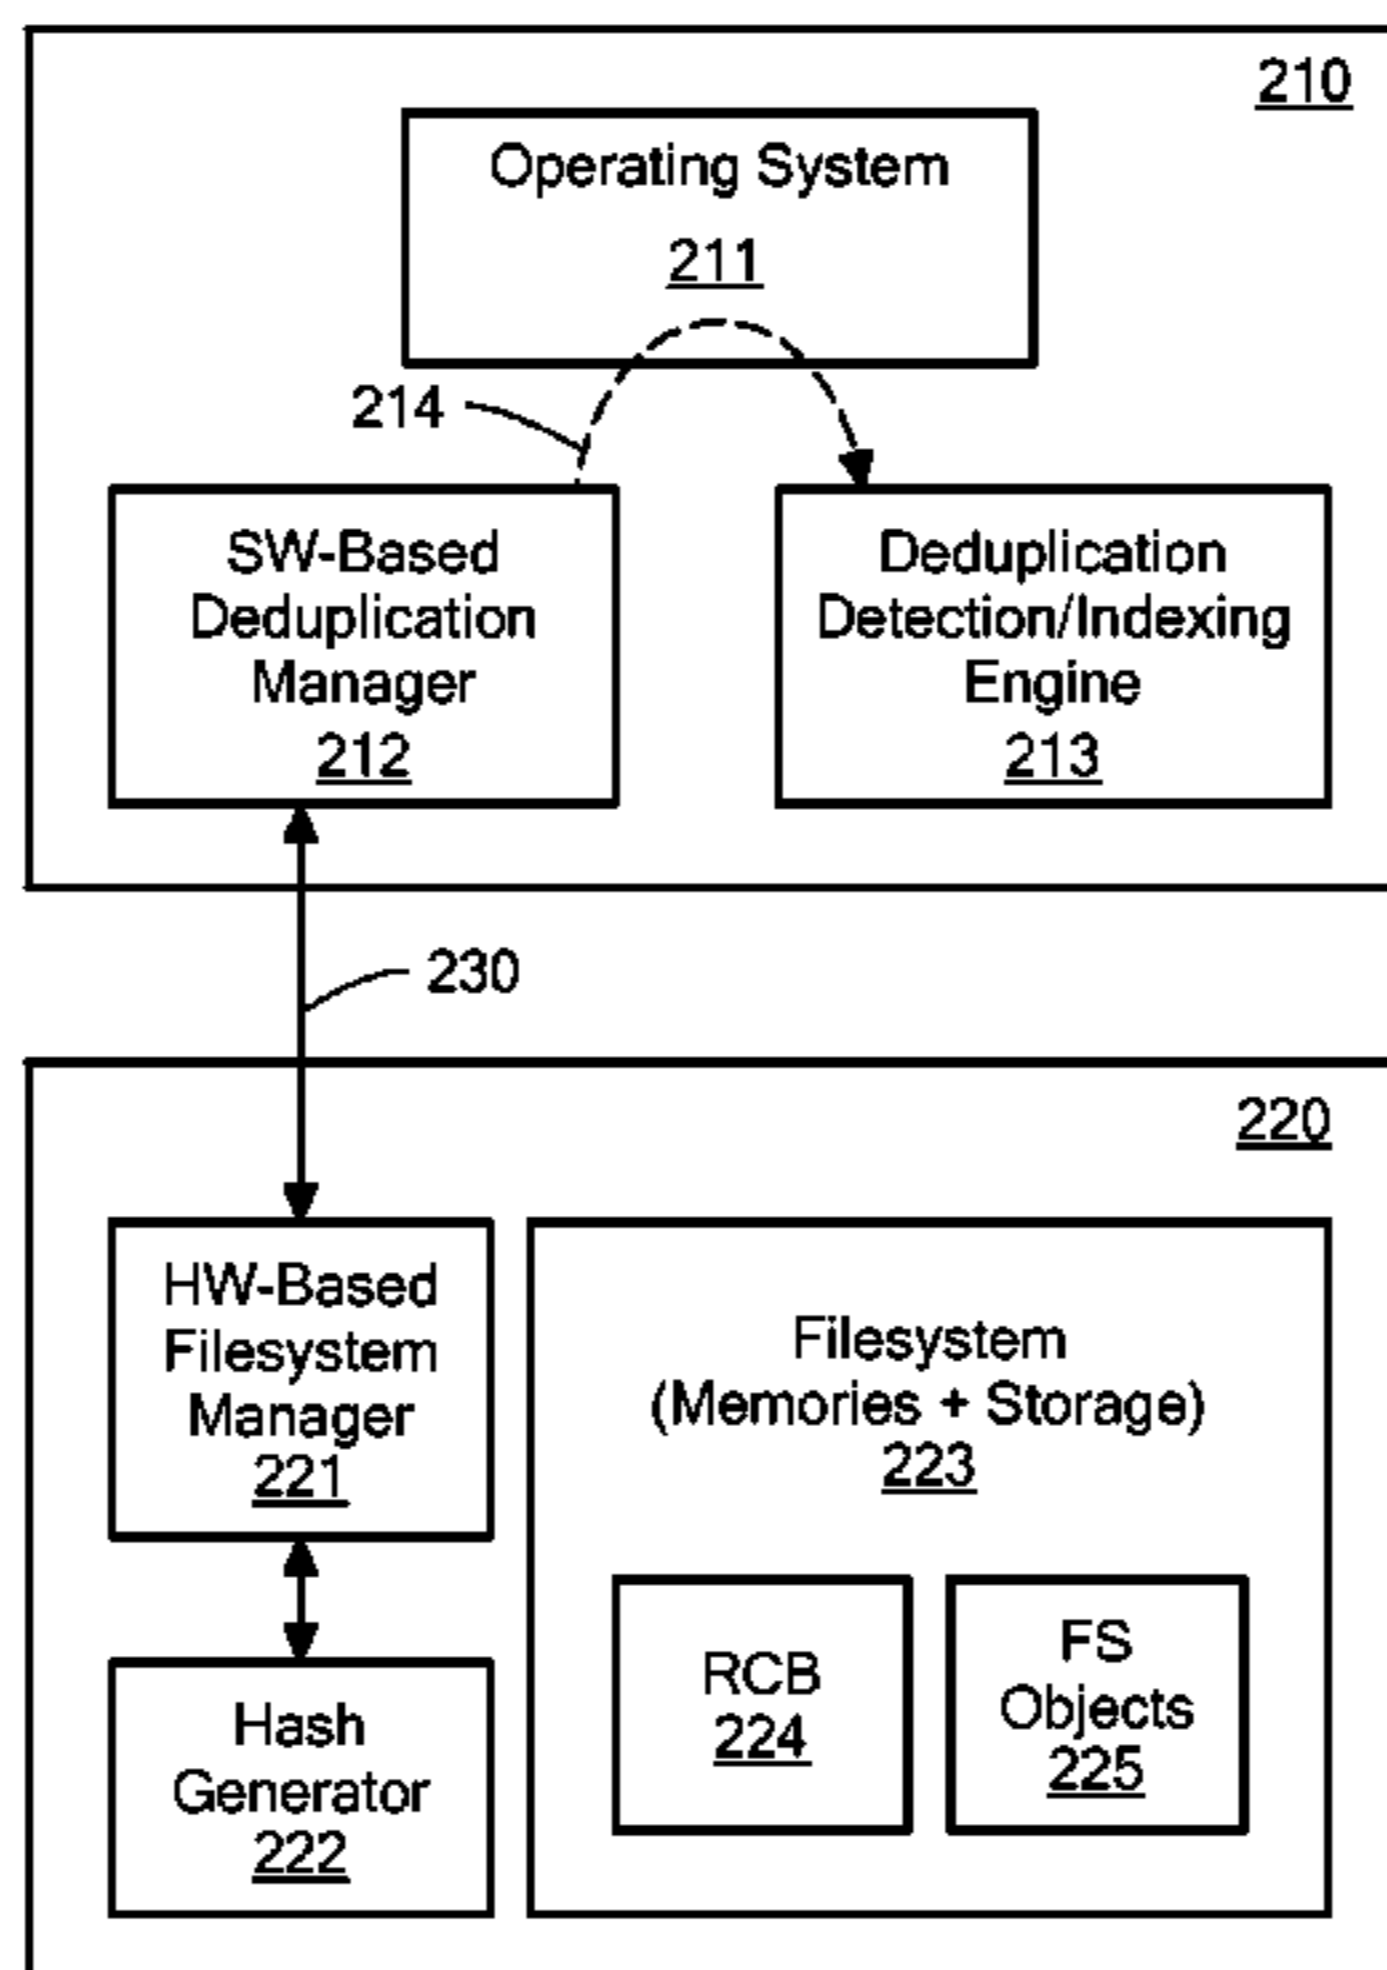 210
Operating System
211
214
SW-Based
Deduplication
Manager
212
Deduplication
Detection/Indexing
Engine
213
230
220
HW-Based
Filesystem
Manager
221
Filesystem
(Memories + Storage)
223
RCB
224
FS
Objects
225
Hash
Generator
222